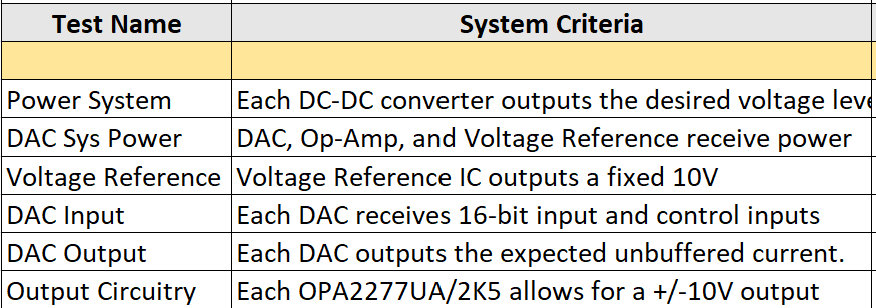 Test Name System Criteria
Power System Each DC-DC converter outputs the desired voltage leve
DAC Sys Power DAC, Op-Amp, and Voltage Reference receive power
Voltage Reference Voltage Reference IC outputs a fixed 10V
DAC Input Each DAC receives 16-bit input and control inputs
DAC Output Each DAC outputs the expected unbuffered current.
Output Circuitry Each OPA2277UA/2K5 allows for a +/-10V output